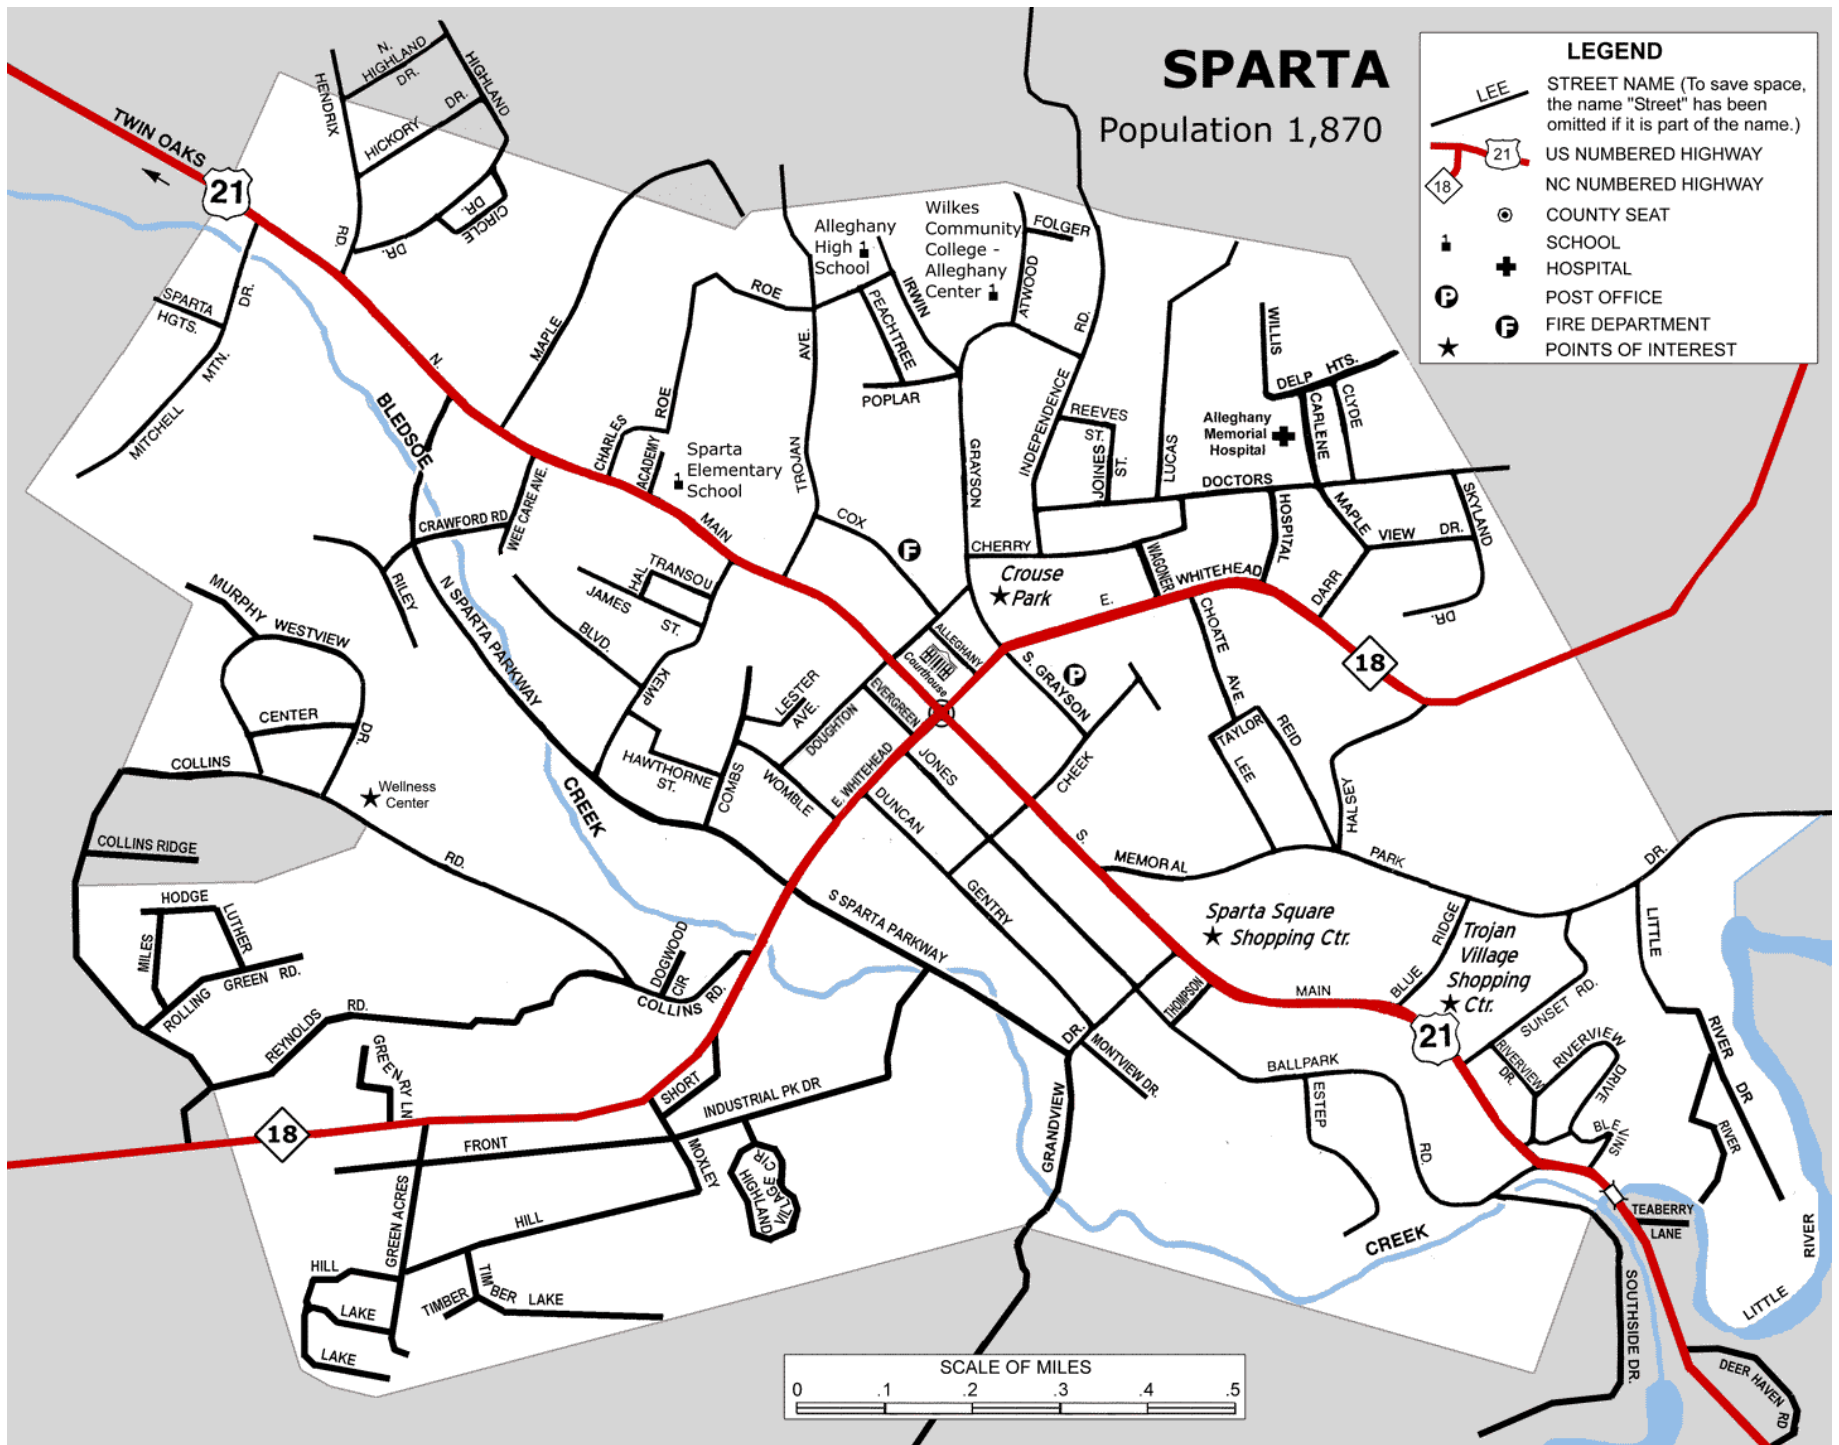 SPARTA
Population 1,870
LEGEND
LEE
STREET NAME (To save space,
the name "Street" has been
omitted if it is part of the name.)
21
US NUMBERED HIGHWAY
18
NC NUMBERED HIGHWAY
COUNTY SEAT
1
SCHOOL
HOSPITAL
P
POST OFFICE
F
FIRE DEPARTMENT
POINTS OF INTEREST
TWIN OAKS
21
HENDRIX
RD.
N.
HIGHLAND
DR.
HIGHLAND
HICKORY
DR.
CIRCLE
DR.
DR.
SPARTA
HGTS.
MITCHELL
MTN.
DR.
BLEDSOE
N.
MAPLE
ROE
ROE
CHARLES
ACADEMY
1
Sparta
Elementary
School
Alleghany
High 1
School
Wilkes
Community
College -
Alleghany
Center 1
FOLGER
ATWOOD
IRWIN
PEACHTREE
POPLAR
TROJAN
AVE.
GRAYSON
INDEPENDENCE
RD.
REEVES
ST.
JOINES
ST.
LUCAS
WILLIS
DELP HTS.
CARLENE
CLYDE
Alleghany
Memorial
Hospital
DOCTORS
HOSPITAL
MAPLE
VIEW
DR.
SKYLAND
DR.
DARR
CRAWFORD RD.
WEE CARE AVE.
MAIN
COX
F
CHERRY
Crouse
Park
WAGONER
E.
WHITEHEAD
18
CHOATE
AVE.
RILEY
N SPARTA PARKWAY
TRANSOU
HAL
JAMES
ST.
BLVD.
KEMP
MURPHY
WESTVIEW
DR.
CENTER
COLLINS
RD.
Wellness
Center
COLLINS RIDGE
ALLEGHANY
Courthouse
EVERGREEN
S. GRAYSON
P
LESTER
AVE.
DOUGHTON
HAWTHORNE
ST.
COMBS
WOMBLE
E. WHITEHEAD
JONES
DUNCAN
CHEEK
TAYLOR
REID
LEE
HALSEY
CREEK
S.
MEMORIAL
PARK
DR.
HODGE
LUTHER
MILES
ROLLING
GREEN RD.
REYNOLDS
RD.
DOGWOOD
CIR
COLLINS RD.
S SPARTA PARKWAY
GENTRY
Sparta Square
Shopping Ctr.
Trojan
Village
Shopping
Ctr.
RIDGE
BLUE
MAIN
THOMPSON
21
SUNSET RD.
LITTLE
RIVER
DR
RIVER
RIVERVIEW
DR.
RIVERVIEW
DRIVE
BLEVINS
GREENRY LN
18
FRONT
SHORT
INDUSTRIAL PK DR
MOXLEY
HIGHLAND
VILLAGE CIR
GREEN ACRES
HILL
HILL
LAKE
LAKE
TIMBER
TIMBER LAKE
DR.
MONTVIEW DR.
GRANDVIEW
BALLPARK
RD.
ESTEP
CREEK
TEABERRY
LANE
SOUTHSIDE DR.
LITTLE
RIVER
DEER HAVEN
RD
SCALE OF MILES
0 .1 .2 .3 .4 .5